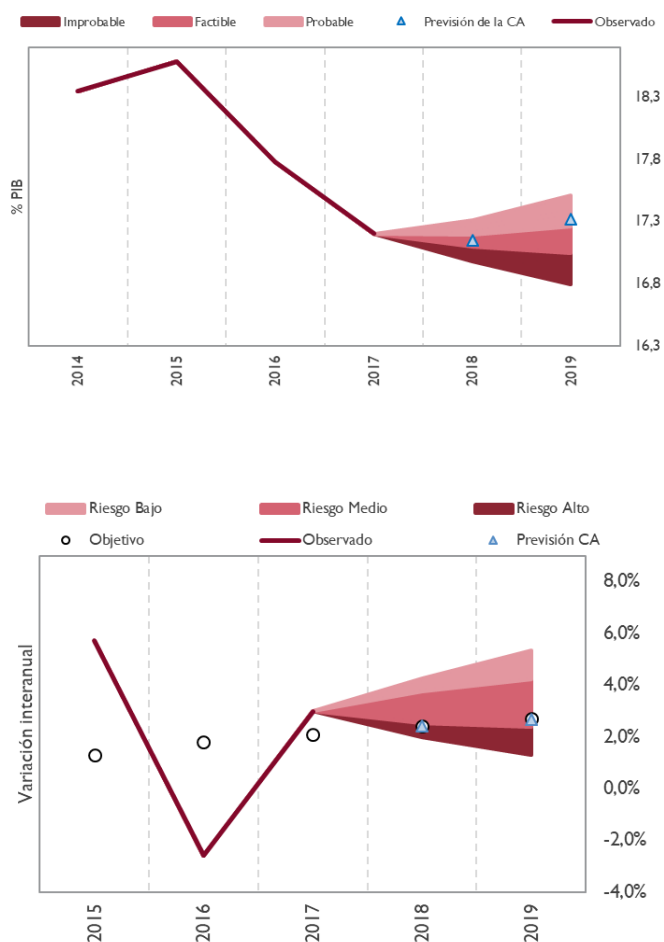 Improbable Factible Probable Previsión de la CA Observado
% PIB
18,3
17,8
17,3
16,8
16,3
2014 2015 2016 2017 2018 2019
Riesgo Bajo Riesgo Medio Riesgo Alto
Objetivo Observado Previsión CA
Variación interanual
8,0%
6,0%
4,0%
2,0%
0,0%
-2,0%
-4,0%
2015 2016 2017 2018 2019